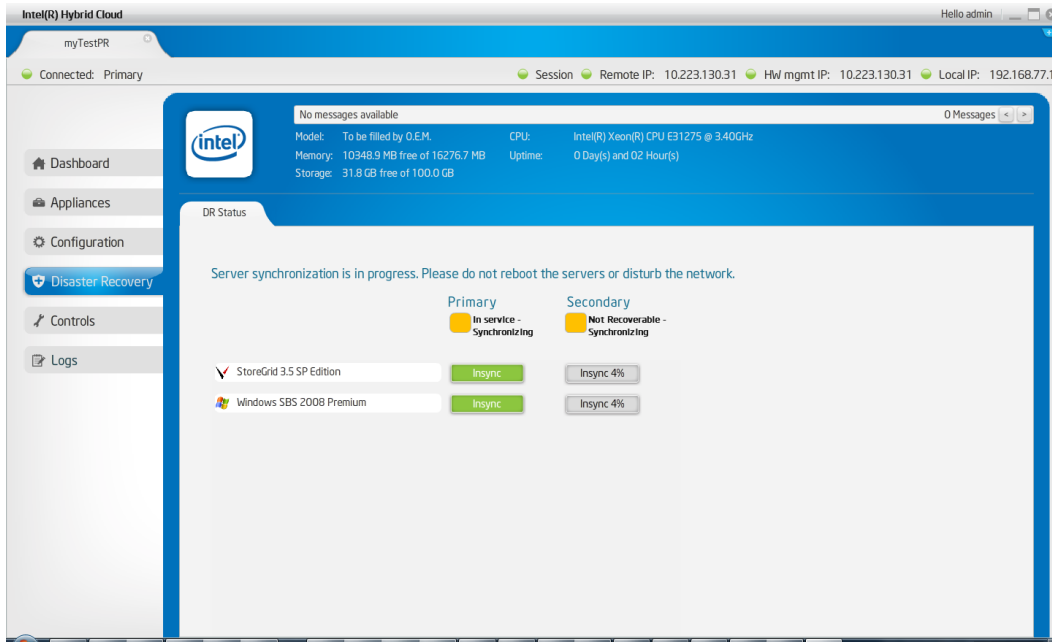 Intel(R) Hybrid Cloud
Hello admin
myTestPR
Connected: Primary
Session Remote IP: 10.223.130.31 HW mgmt IP: 10.223.130.31 Local IP: 192.168.77.1
No messages available
0 Messages < >
intel
Model: To be filled by O.E.M.
CPU: Intel(R) Xeon(R) CPU E31275 @ 3.40GHz
Memory: 10348.9 MB free of 16276.7 MB
Uptime: 0 Day(s) and 02 Hour(s)
Storage: 31.8 GB free of 100.0 GB
Dashboard
Appliances
Configuration
Disaster Recovery
Controls
Logs
DR Status
Server synchronization is in progress. Please do not reboot the servers or disturb the network.
Primary
In service -
Synchronizing
Secondary
Not Recoverable -
Synchronizing
StoreGrid 3.5 SP Edition
Insync
Insync 4%
Windows SBS 2008 Premium
Insync
Insync 4%